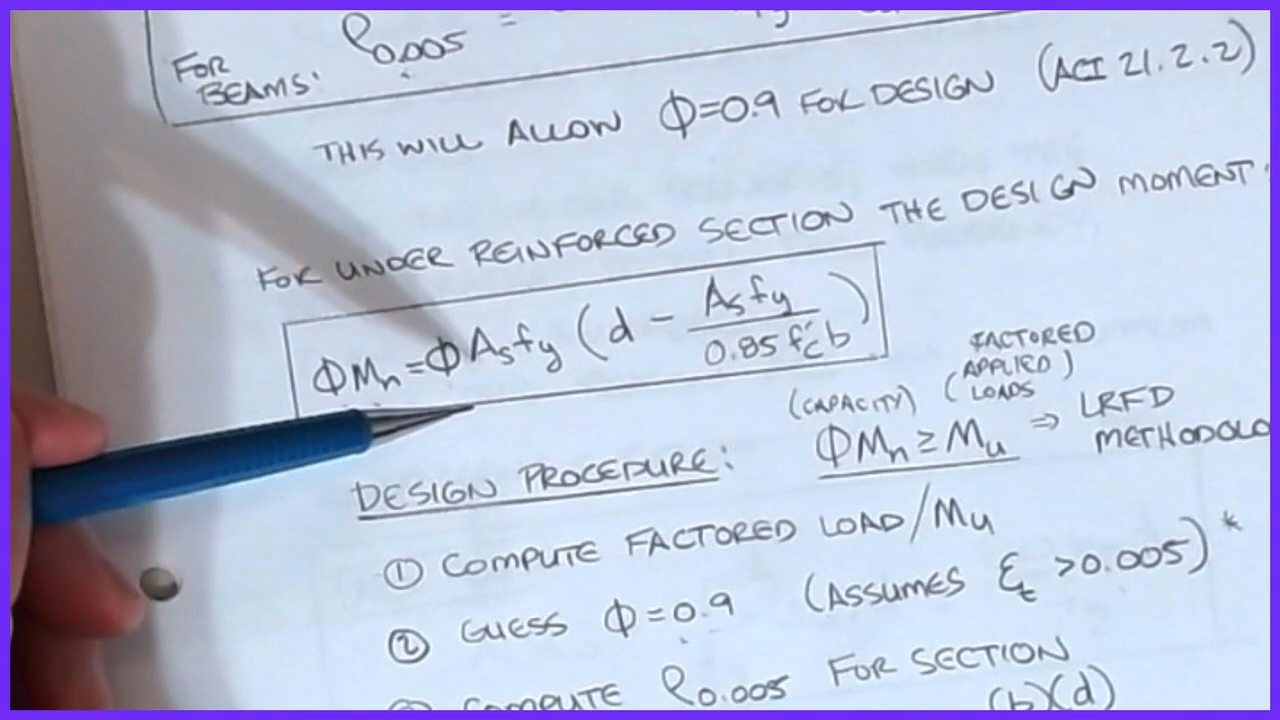 FOR
BEAMS: ρ0.005 =
THIS WILL ALLOW Φ=0.9 FOR DESIGN (ACI 21.2.2)
FOR UNDER REINFORCED SECTION THE DESIGN MOMENT.
ΦMn = ΦAsfy (d - Asfy / 0.85f'cb)
FACTORED
(CAPACITY) (APPLIED)
LOADS
ΦMn ≥ Mu ⇒ LRFD
METHODOLO
DESIGN PROCEDURE:
① COMPUTE FACTORED LOAD/Mu
② GUESS Φ=0.9 (ASSUMES Ɛt >0.005)*
COMPUTE ρ0.005 FOR SECTION
(b)(d)